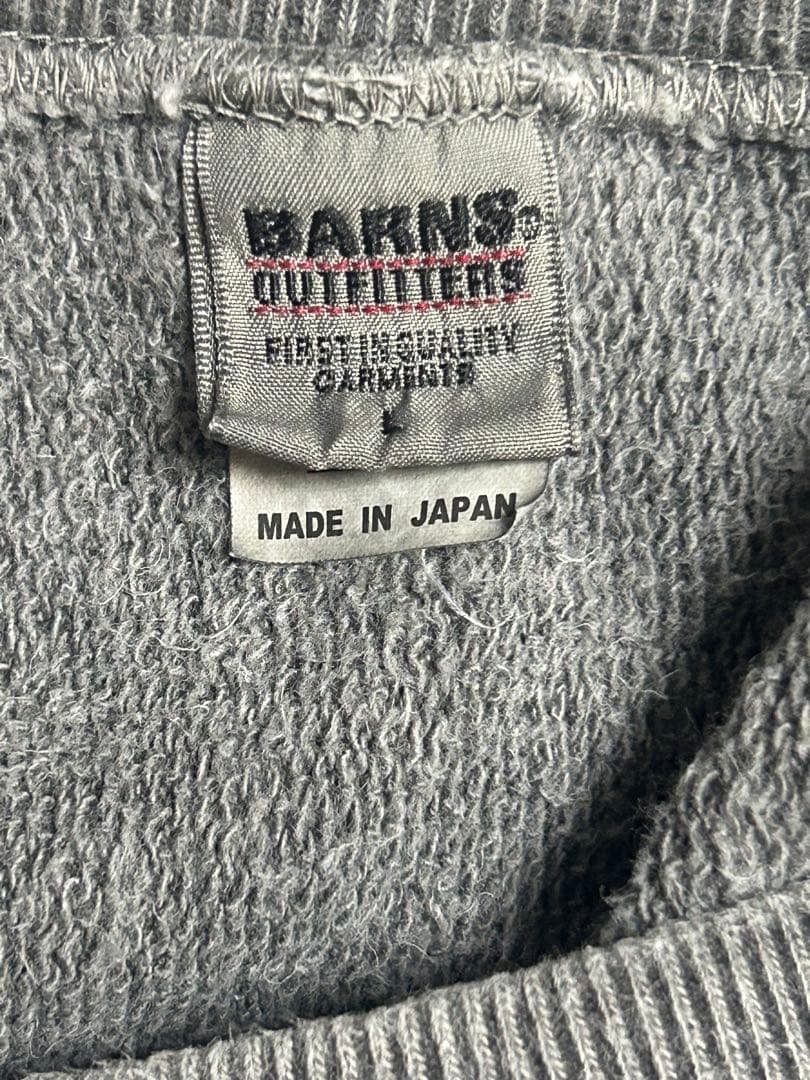 BARNS®
OUTFITTERS
FIRST IN QUALITY
GARMENTS
L
MADE IN JAPAN